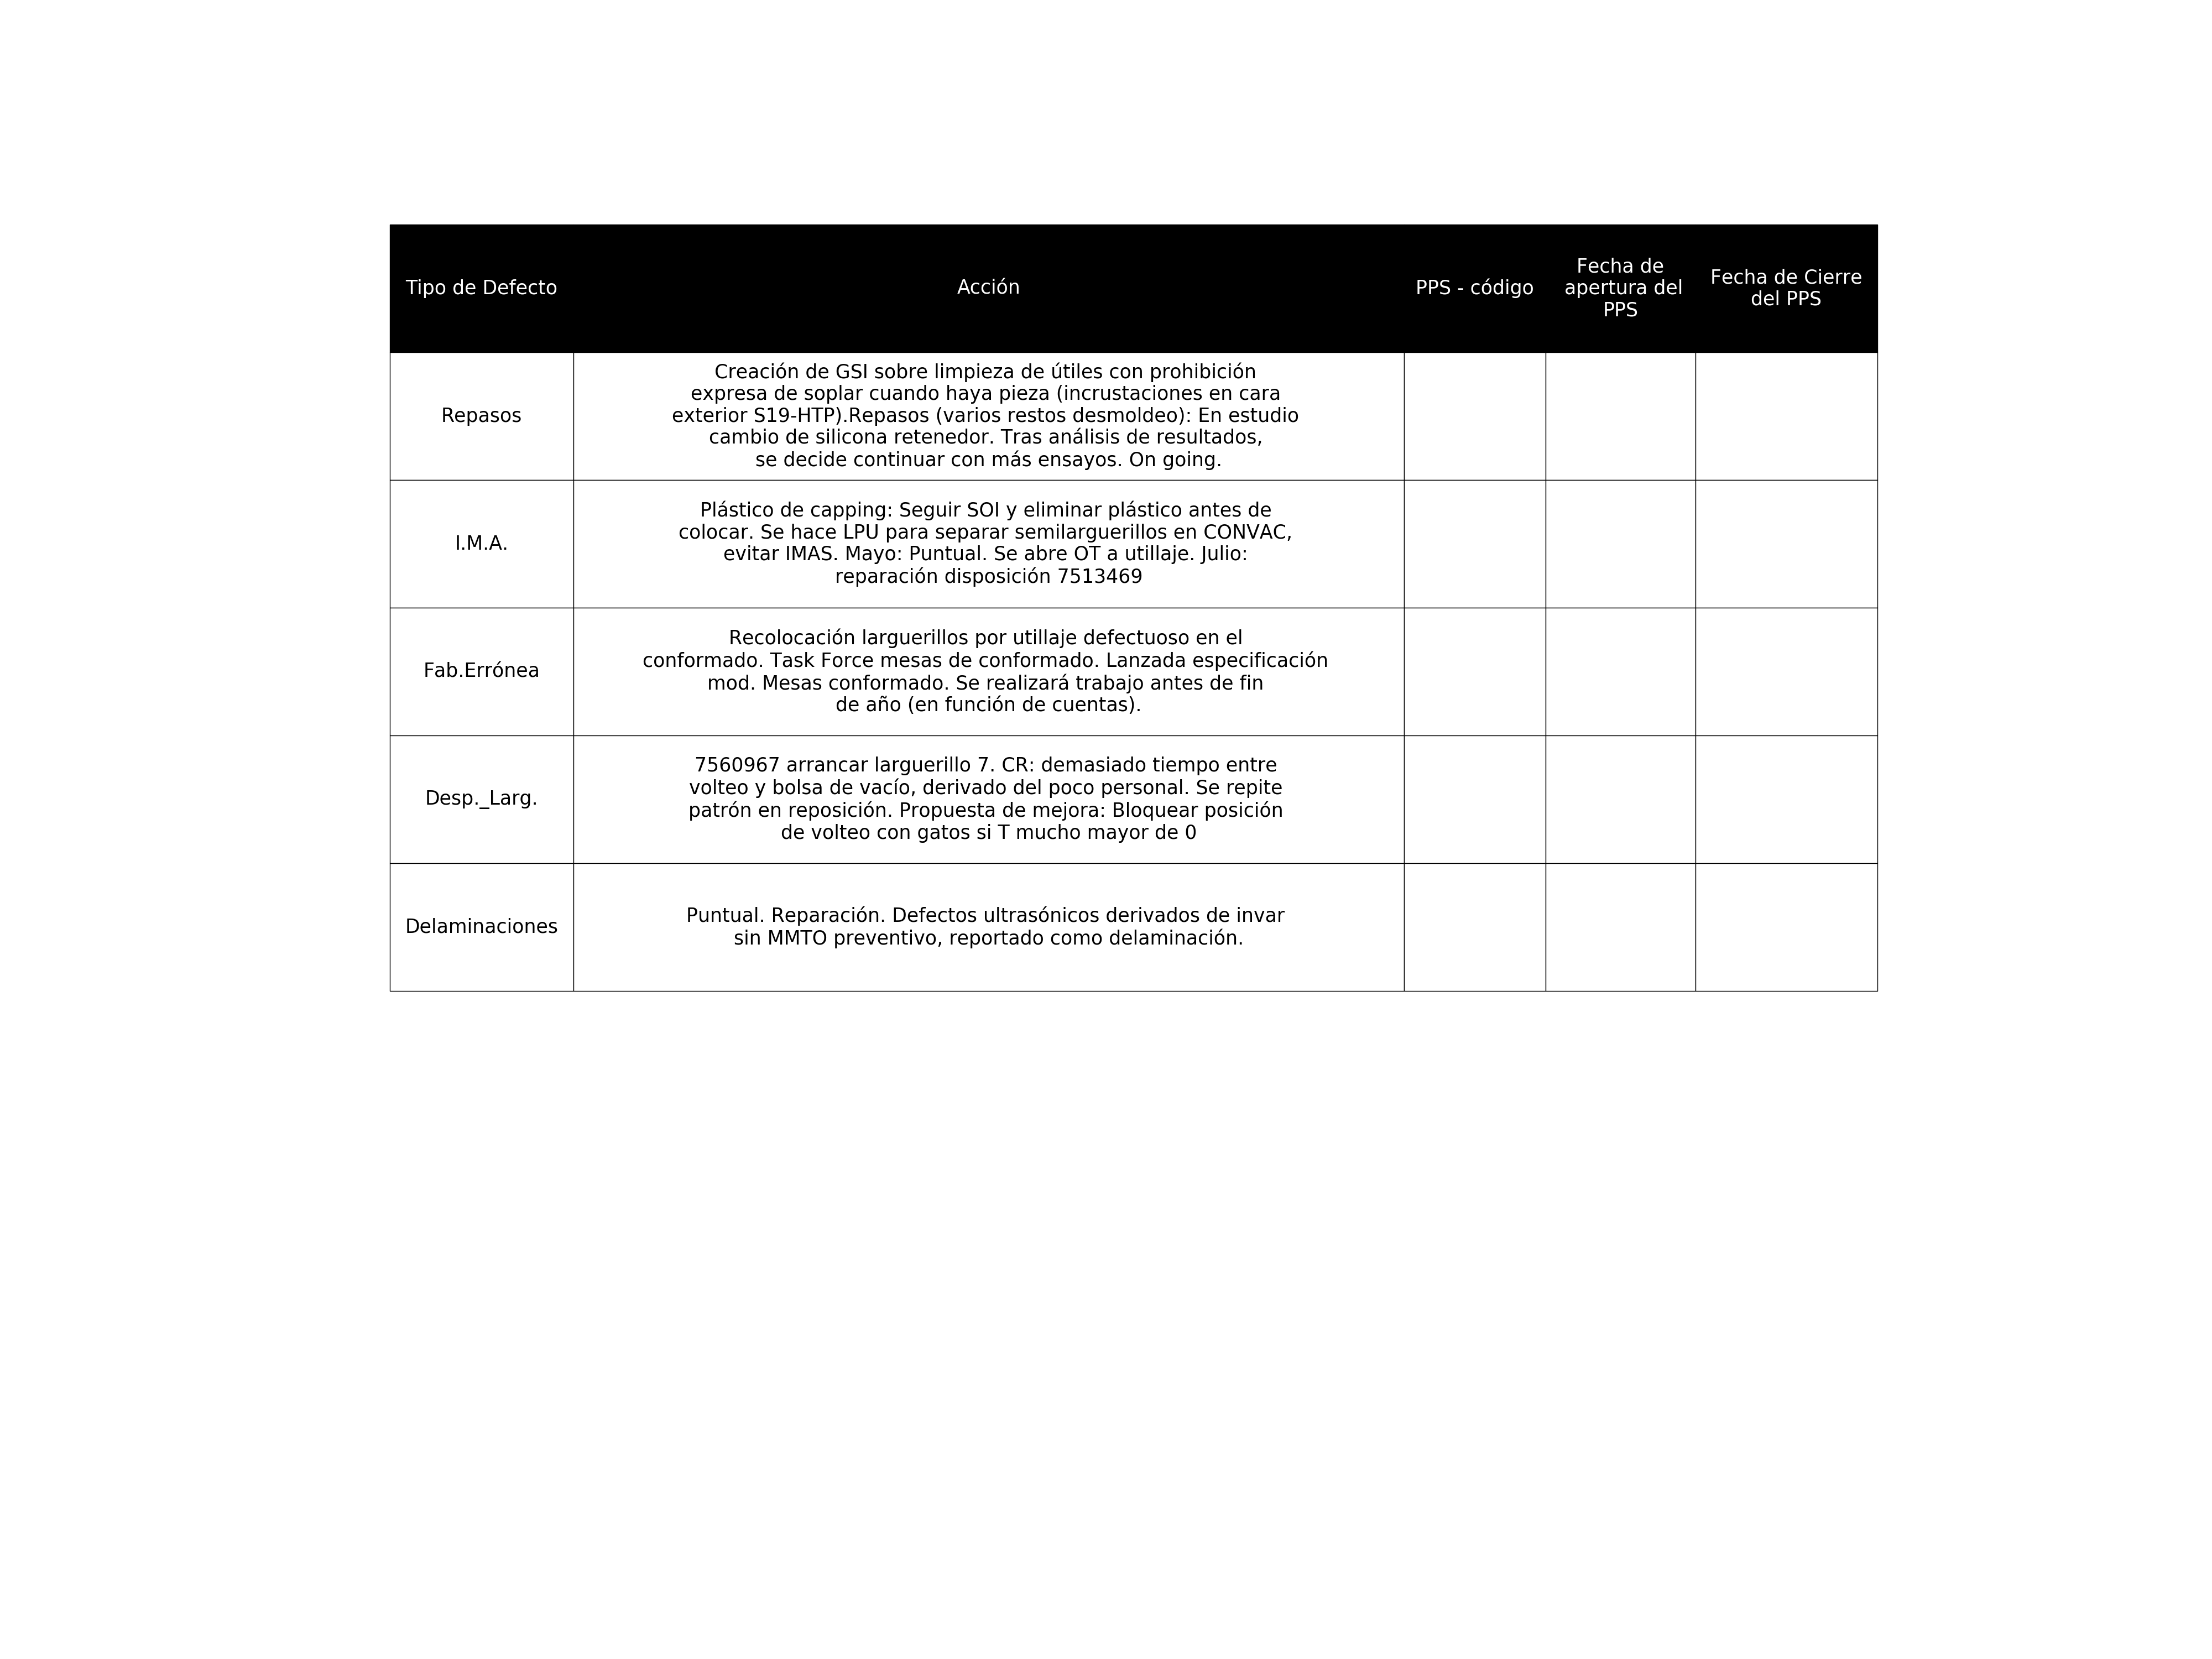 Tipo de Defecto
Acción
PPS - código
Fecha de
apertura del
PPS
Fecha de Cierre
del PPS
Repasos
Creación de GSI sobre limpieza de útiles con prohibición
expresa de soplar cuando haya pieza (incrustaciones en cara
exterior S19-HTP).Repasos (varios restos desmoldeo): En estudio
cambio de silicona retenedor. Tras análisis de resultados,
se decide continuar con más ensayos. On going.
I.M.A.
Plástico de capping: Seguir SOI y eliminar plástico antes de
colocar. Se hace LPU para separar semilarguerillos en CONVAC,
evitar IMAS. Mayo: Puntual. Se abre OT a utillaje. Julio:
reparación disposición 7513469
Fab.Errónea
Recolocación larguerillos por utillaje defectuoso en el
conformado. Task Force mesas de conformado. Lanzada especificación
mod. Mesas conformado. Se realizará trabajo antes de fin
de año (en función de cuentas).
Desp._Larg.
7560967 arrancar larguerillo 7. CR: demasiado tiempo entre
volteo y bolsa de vacío, derivado del poco personal. Se repite
patrón en reposición. Propuesta de mejora: Bloquear posición
de volteo con gatos si T mucho mayor de 0
Delaminaciones
Puntual. Reparación. Defectos ultrasónicos derivados de invar
sin MMTO preventivo, reportado como delaminación.